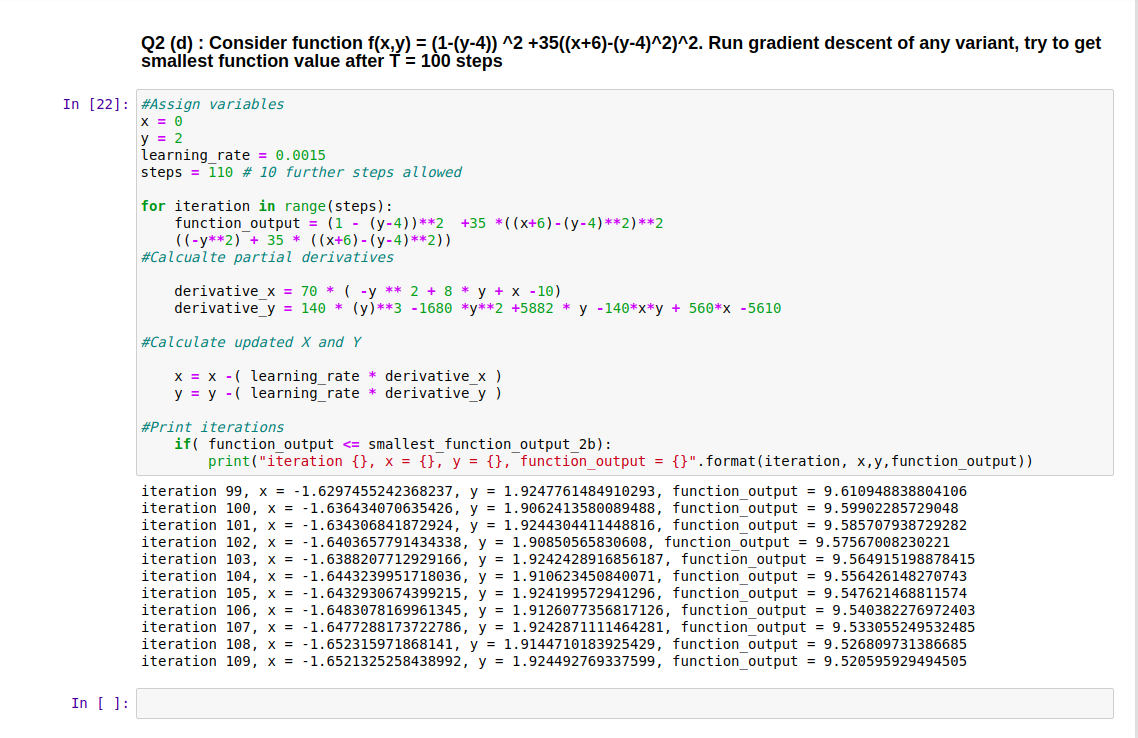 Q2 (d) : Consider function f(x,y) = (1-(y-4)) ^2 +35((x+6)-(y-4)^2)^2. Run gradient descent of any variant, try to get
smallest function value after T = 100 steps
In [22]:
#Assign variables
x = 0
y = 2
learning_rate = 0.0015
steps = 110 # 10 further steps allowed
for iteration in range(steps):
function_output = (1 - (y-4))**2 +35 *((x+6)-(y-4)**2)**2
((-y**2) + 35 * ((x+6)-(y-4)**2))
#Calcualte partial derivatives
derivative_x = 70 * ( -y ** 2 + 8 * y + x -10)
derivative_y = 140 * (y)**3 -1680 *y**2 +5882 * y -140*x*y + 560*x -5610
#Calculate updated X and Y
x = x -( learning_rate * derivative_x )
y = y -( learning_rate * derivative_y )
#Print iterations
if( function_output <= smallest_function_output_2b):
print("iteration {}, x = {}, y = {}, function_output = {}".format(iteration, x,y,function_output))
iteration 99, x = -1.6297455242368237, y = 1.9247761484910293, function_output = 9.610948838804106
iteration 100, x = -1.636434070635426, y = 1.9062413580089488, function_output = 9.59902285729048
iteration 101, x = -1.634306841872924, y = 1.9244304411448816, function_output = 9.585707938729282
iteration 102, x = -1.6403657791434338, y = 1.90850565830608, function_output = 9.57567008230221
iteration 103, x = -1.6388207712929166, y = 1.9242428916856187, function_output = 9.564915198878415
iteration 104, x = -1.6443239951718036, y = 1.910623450840071, function_output = 9.556426148270743
iteration 105, x = -1.6432930674399215, y = 1.924199572941296, function_output = 9.547621468811574
iteration 106, x = -1.6483078169961345, y = 1.9126077356817126, function_output = 9.540382276972403
iteration 107, x = -1.6477288173722786, y = 1.9242871111464281, function_output = 9.533055249532485
iteration 108, x = -1.652315971868141, y = 1.9144710183925429, function_output = 9.526809731386685
iteration 109, x = -1.6521325258438992, y = 1.924492769337599, function_output = 9.520595929494505
In [ ]: